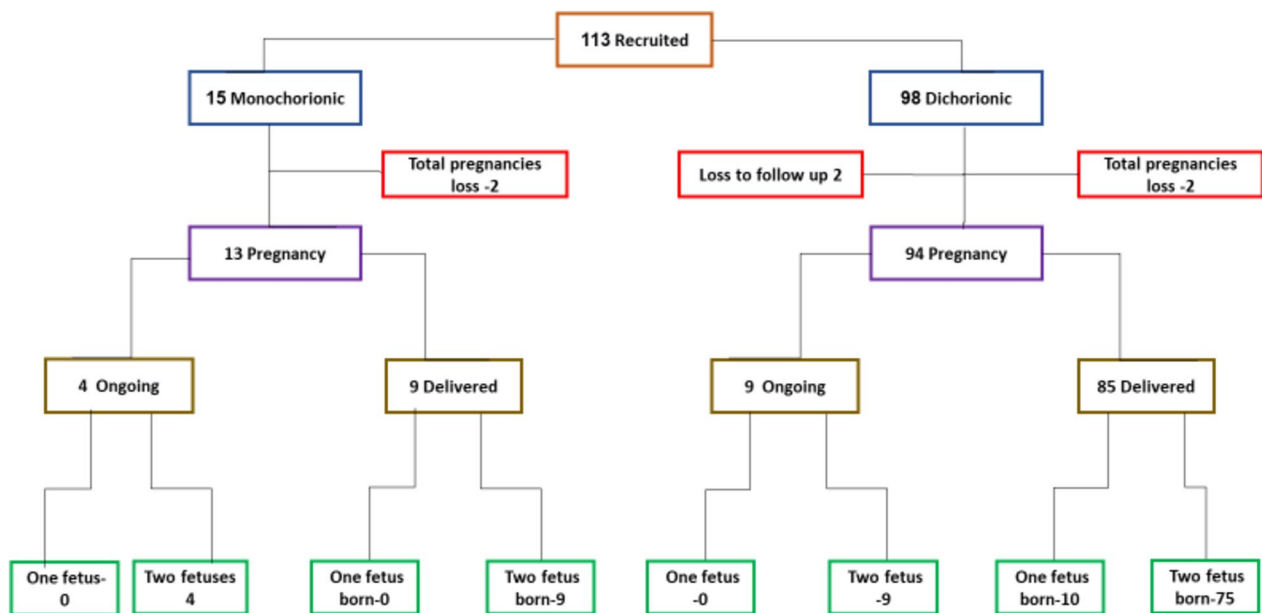 113 Recruited
15 Monochorionic
98 Dichorionic
Total pregnancies
loss -2
Loss to follow up 2
Total pregnancies
loss -2
13 Pregnancy
94 Pregnancy
4 Ongoing
9 Delivered
9 Ongoing
85 Delivered
One fetus-
0
Two fetuses
4
One fetus
born-0
Two fetus
born-9
One fetus
-0
Two fetus
-9
One fetus
born-10
Two fetus
born-75